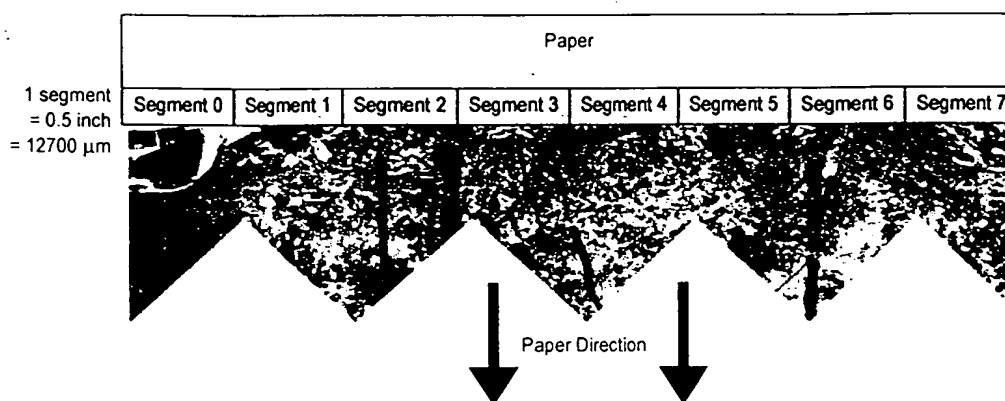 Paper
1 segment
= 0.5 inch
= 12700 µm
Segment 0 Segment 1 Segment 2 Segment 3 Segment 4 Segment 5 Segment 6 Segment 7
Paper Direction